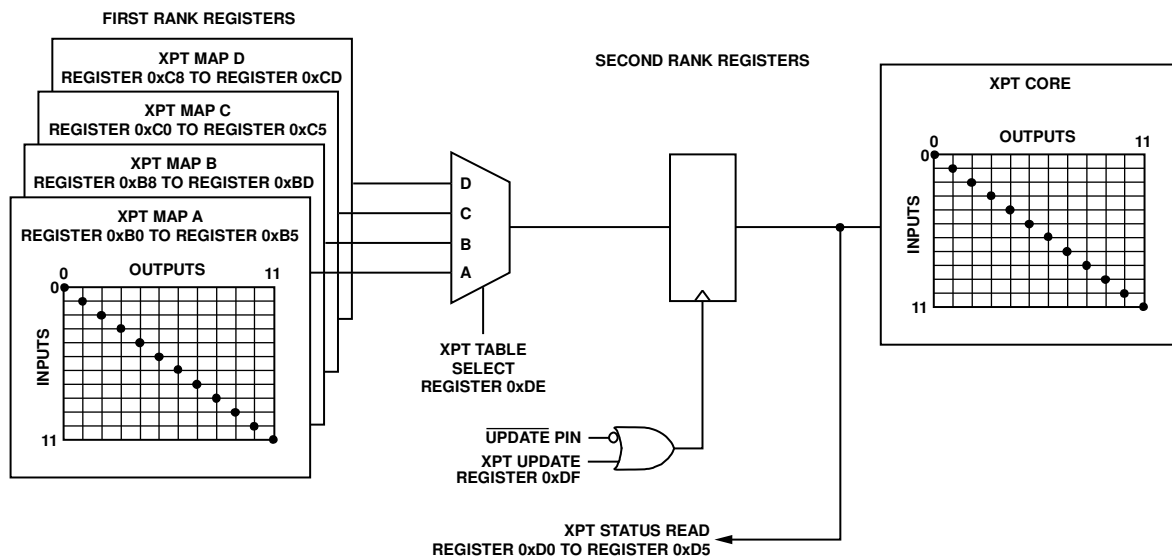 FIRST RANK REGISTERS
XPT MAP D
REGISTER 0xC8 TO REGISTER 0xCD
XPT MAP C
REGISTER 0xC0 TO REGISTER 0xC5
XPT MAP B
REGISTER 0xB8 TO REGISTER 0xBD
XPT MAP A
REGISTER 0xB0 TO REGISTER 0xB5
OUTPUTS
0
11
0
INPUTS
11
D
C
B
A
XPT TABLE
SELECT
REGISTER 0xDE
SECOND RANK REGISTERS
UPDATE PIN
XPT UPDATE
REGISTER 0xDF
XPT STATUS READ
REGISTER 0xD0 TO REGISTER 0xD5
XPT CORE
OUTPUTS
0
11
0
INPUTS
11